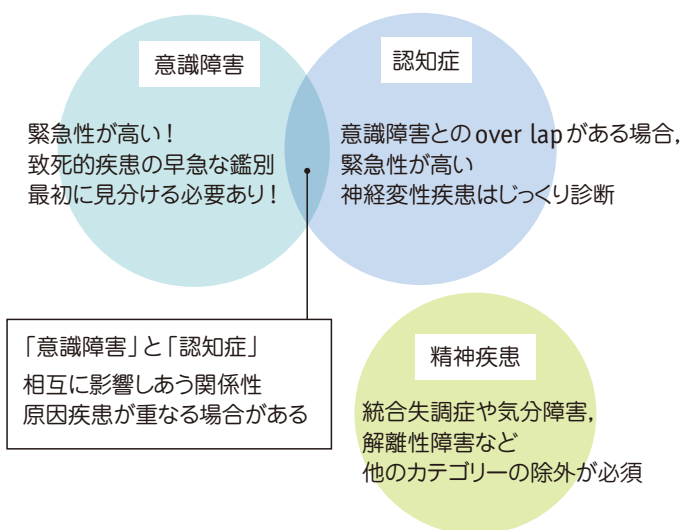 意識障害
緊急性が高い！
致死的疾患の早急な鑑別
最初に見分ける必要あり！
認知症
意識障害とのover lapがある場合,
緊急性が高い
神経変性疾患はじっくり診断
「意識障害」と「認知症」
相互に影響しあう関係性
原因疾患が重なる場合がある
精神疾患
統合失調症や気分障害,
解離性障害など
他のカテゴリーの除外が必須